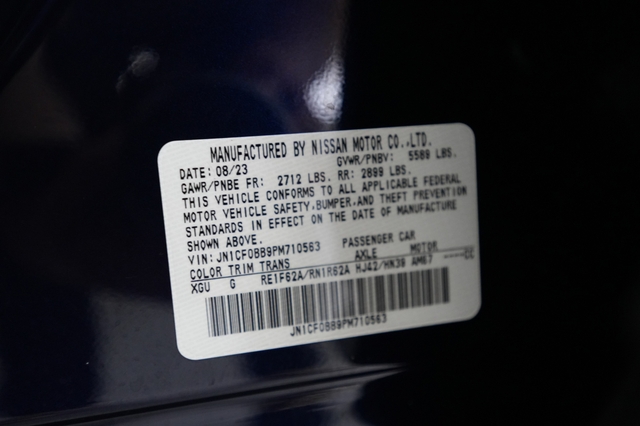 MANUFACTURED BY NISSAN MOTOR CO.,LTD.
DATE: 08/23 GVWR/PNBV: 5589 LBS.
GAWR/PNBE FR: 2712 LBS. RR: 2899 LBS.
THIS VEHICLE CONFORMS TO ALL APPLICABLE FEDERAL
MOTOR VEHICLE SAFETY,BUMPER,AND THEFT PREVENTION
STANDARDS IN EFFECT ON THE DATE OF MANUFACTURE
SHOWN ABOVE.
VIN: JN1CF0BB9PM710563 PASSENGER CAR
COLOR TRIM TRANS AXLE MOTOR
XGU G RE1F62A/RN1R62A HJ42/HN39 AM67 ----CC
JN1CF0BB9PM710563